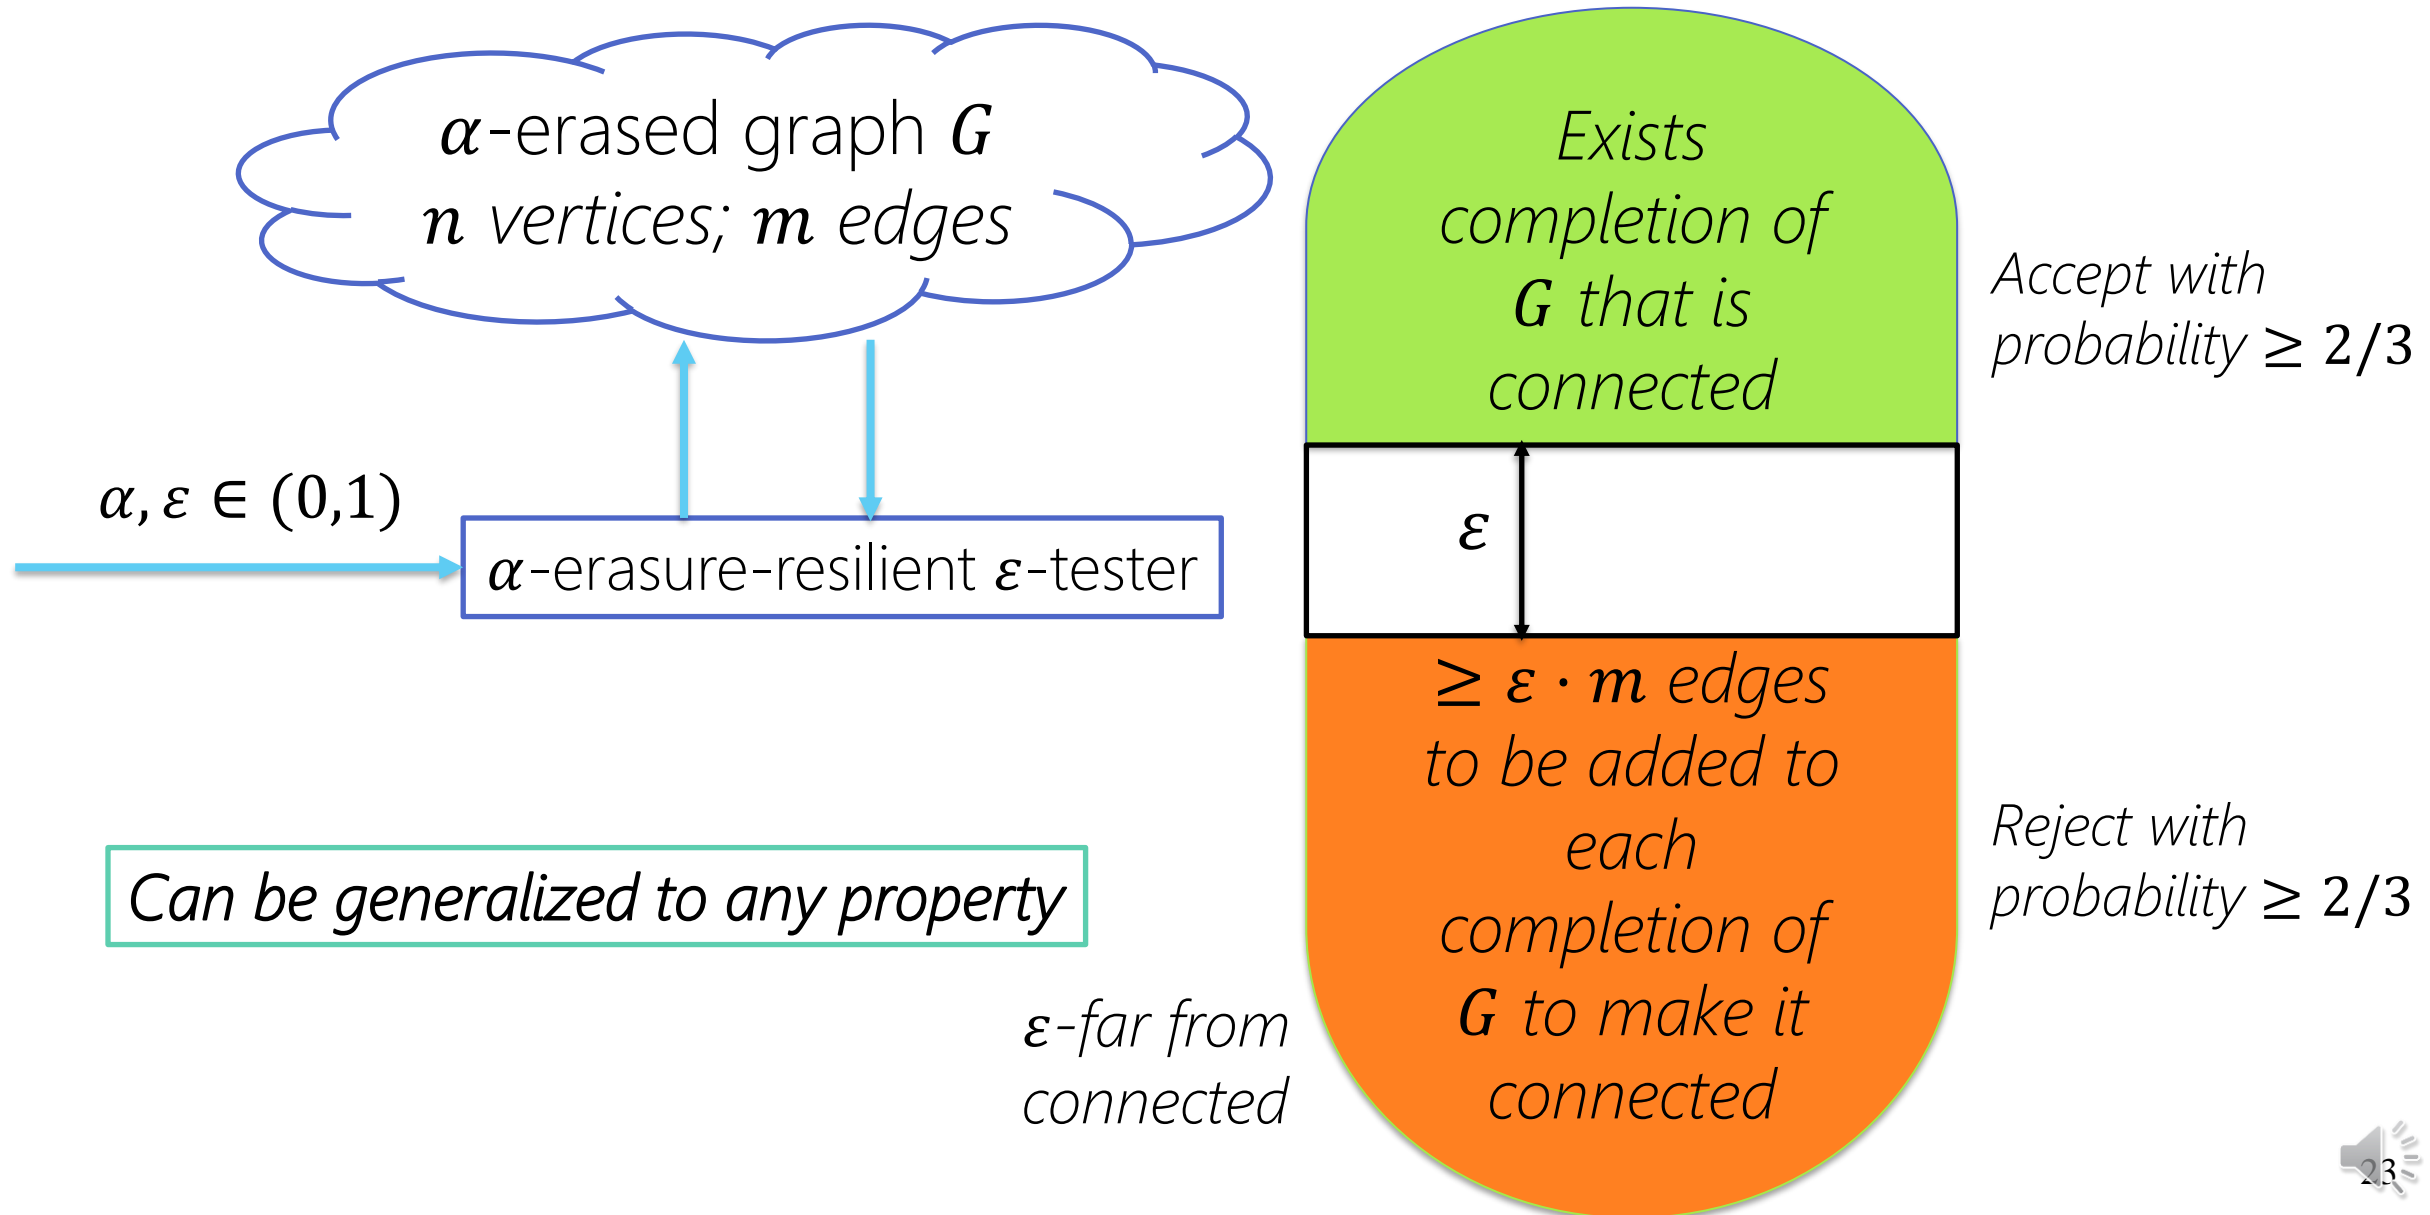 α-erased graph G
n vertices; m edges
α, ε ∈ (0,1)
α-erasure-resilient ε-tester
Can be generalized to any property
Exists
completion of
G that is
connected
Accept with
probability ≥ 2/3
ε
≥ ε · m edges
to be added to
each
completion of
G to make it
connected
Reject with
probability ≥ 2/3
ε-far from
connected
23